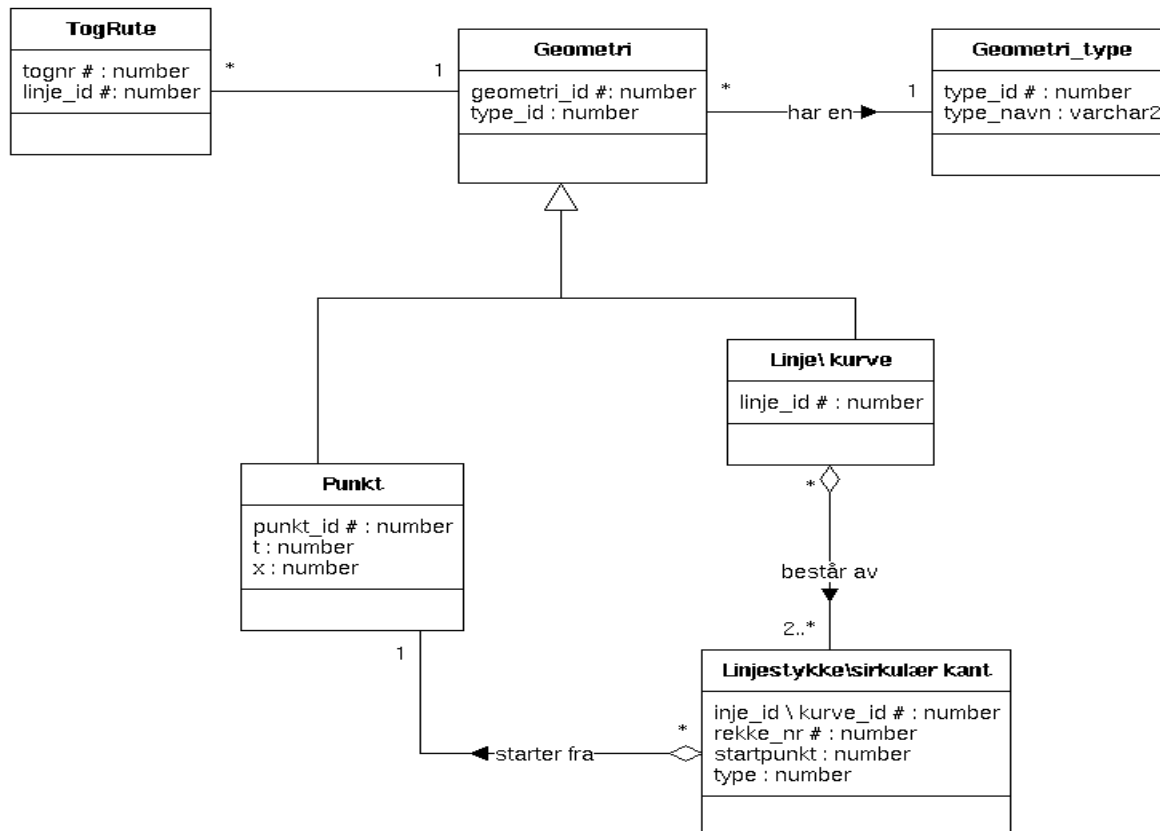 TogRute
tognr # : number
linje_id #: number
*
1
Geometri
geometri_id #: number
type_id : number
*
har en
1
Geometri_type
type_id # : number
type_navn : varchar2
Linje\ kurve
linje_id # : number
*
består av
2..*
Punkt
punkt_id # : number
t : number
x : number
1
starter fra
*
Linjestykke\sirkulær kant
inje_id \ kurve_id # : number
rekke_nr # : number
startpunkt : number
type : number